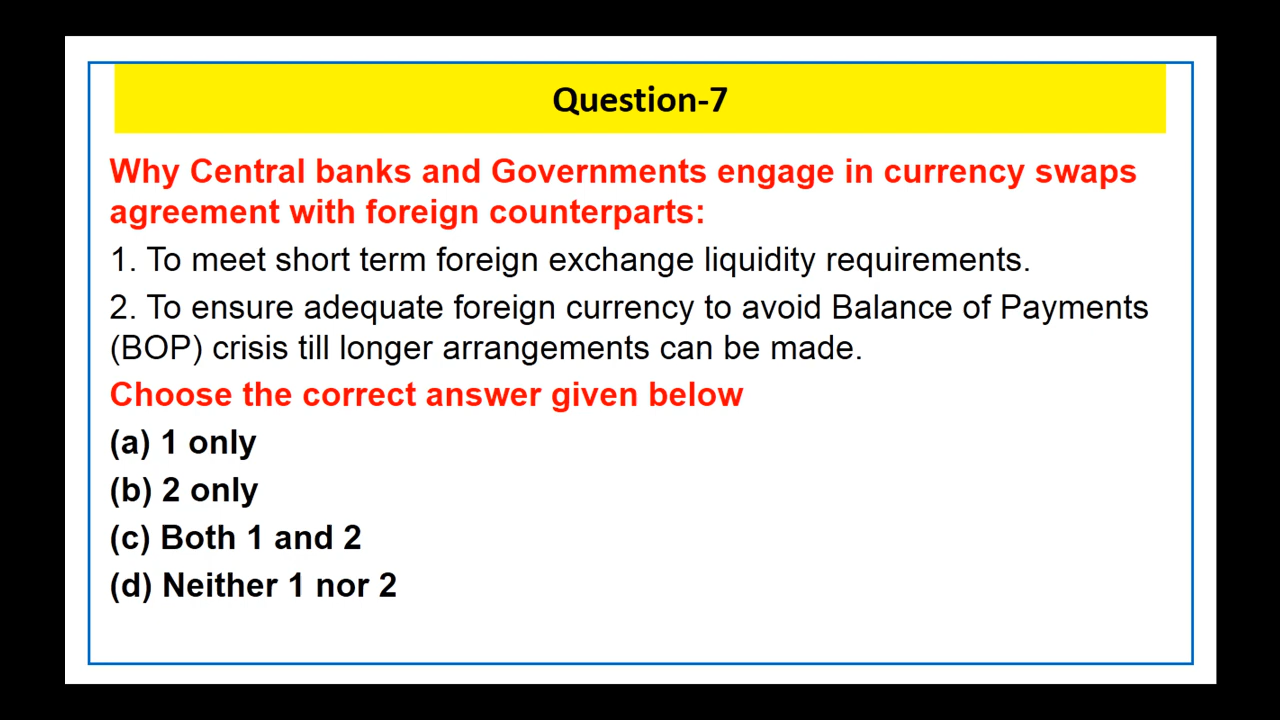 Question-7
Why Central banks and Governments engage in currency swaps
agreement with foreign counterparts:
1. To meet short term foreign exchange liquidity requirements.
2. To ensure adequate foreign currency to avoid Balance of Payments
(BOP) crisis till longer arrangements can be made.
Choose the correct answer given below
(a) 1 only
(b) 2 only
(c) Both 1 and 2
(d) Neither 1 nor 2